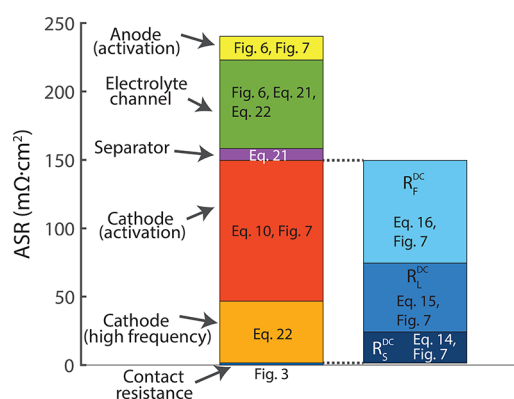 250
200
150
100
50
0
ASR (mΩ·cm²)
Anode
(activation)
Electrolyte
channel
Separator
Cathode
(activation)
Cathode
(high frequency)
Contact
resistance
Fig. 6, Fig. 7
Fig. 6, Eq. 21,
Eq. 22
Eq. 21
Eq. 10, Fig. 7
Eq. 22
Fig. 3
R_F^DC
Eq. 16,
Fig. 7
R_L^DC
Eq. 15,
Fig. 7
R_S^DC
Eq. 14,
Fig. 7